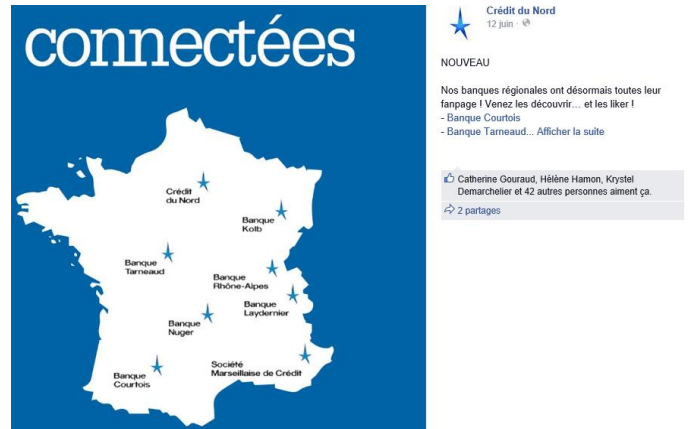 connectées
Crédit
du Nord
Banque
Kolb
Banque
Tarneaud
Banque
Rhône-Alpes
Banque
Laydernier
Banque
Nuger
Banque
Courtois
Société
Marseillaise de Crédit
Crédit du Nord
12 juin ·
NOUVEAU
Nos banques régionales ont désormais toutes leur
fanpage ! Venez les découvrir… et les liker !
- Banque Courtois
- Banque Tarneaud... Afficher la suite
Catherine Gouraud, Hélène Hamon, Krystel
Demarchelier et 42 autres personnes aiment ça.
2 partages